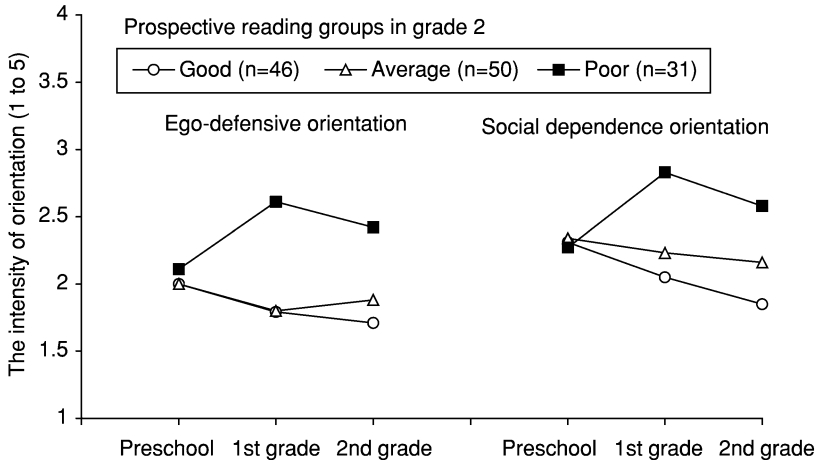 Prospective reading groups in grade 2
Good (n=46) Average (n=50) Poor (n=31)
Ego-defensive orientation
Social dependence orientation
The intensity of orientation (1 to 5)
4
3.5
3
2.5
2
1.5
1
Preschool 1st grade 2nd grade
Preschool 1st grade 2nd grade